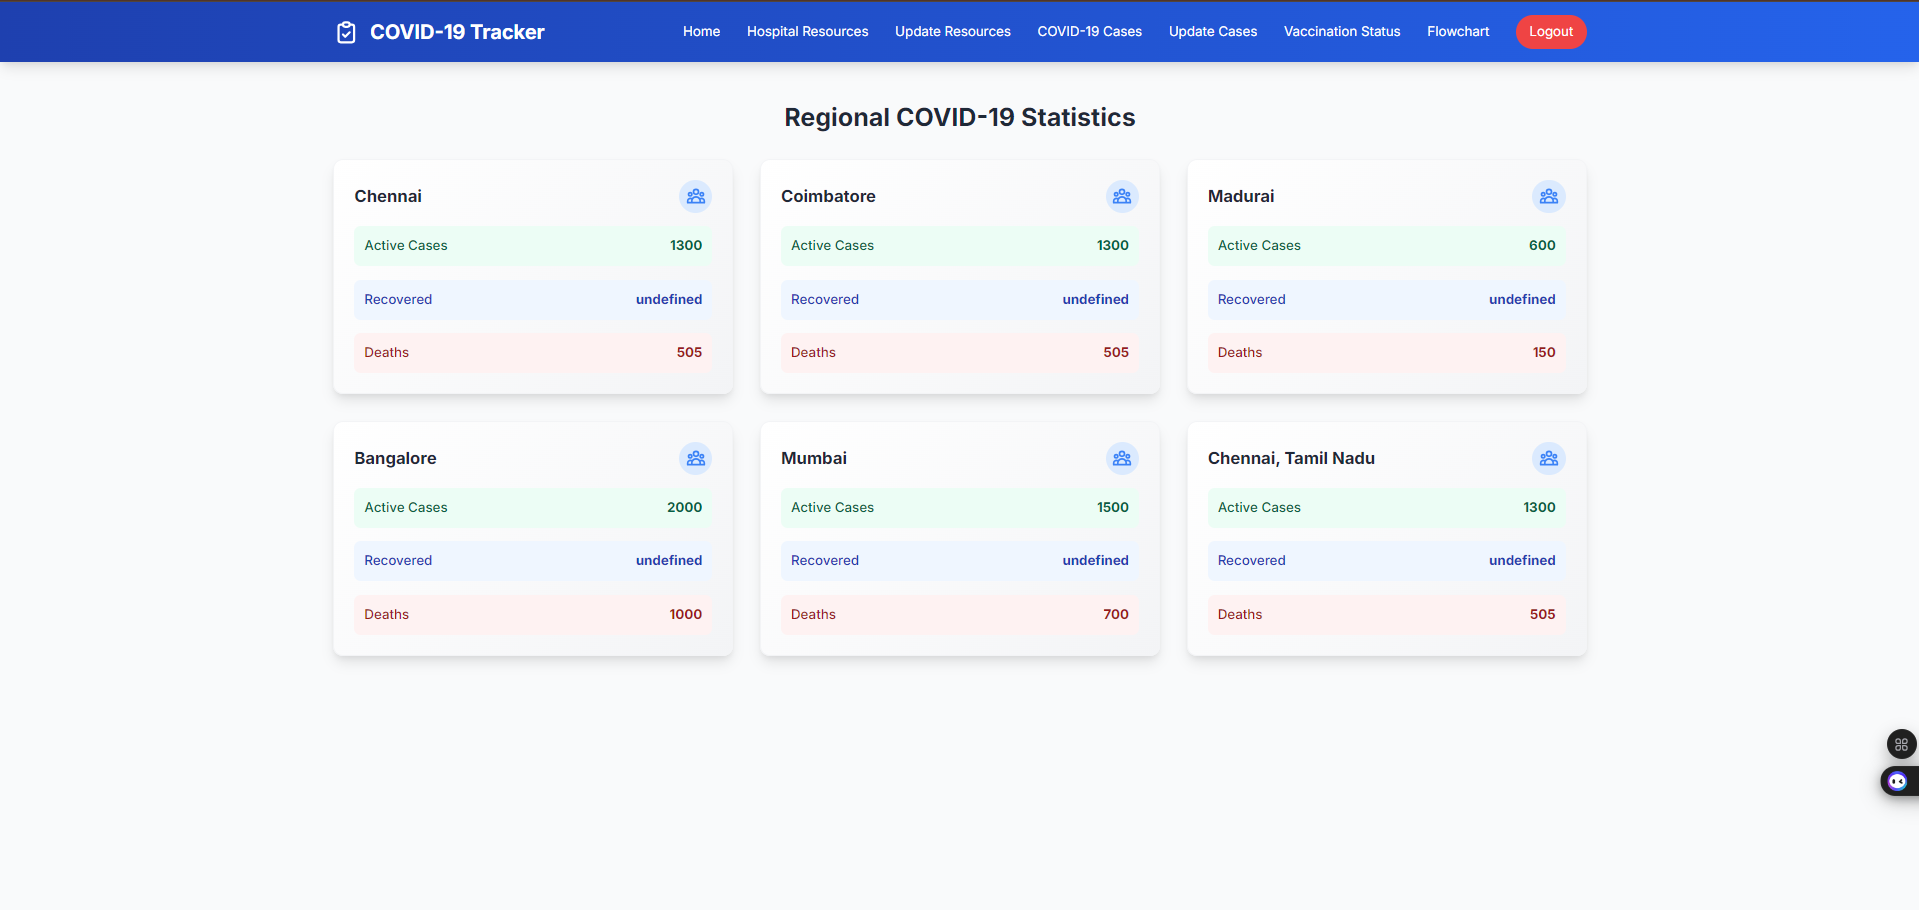 COVID-19 Tracker
Home Hospital Resources Update Resources COVID-19 Cases Update Cases Vaccination Status Flowchart Logout
Regional COVID-19 Statistics
Chennai
Active Cases 1300
Recovered undefined
Deaths 505
Coimbatore
Active Cases 1300
Recovered undefined
Deaths 505
Madurai
Active Cases 600
Recovered undefined
Deaths 150
Bangalore
Active Cases 2000
Recovered undefined
Deaths 1000
Mumbai
Active Cases 1500
Recovered undefined
Deaths 700
Chennai, Tamil Nadu
Active Cases 1300
Recovered undefined
Deaths 505